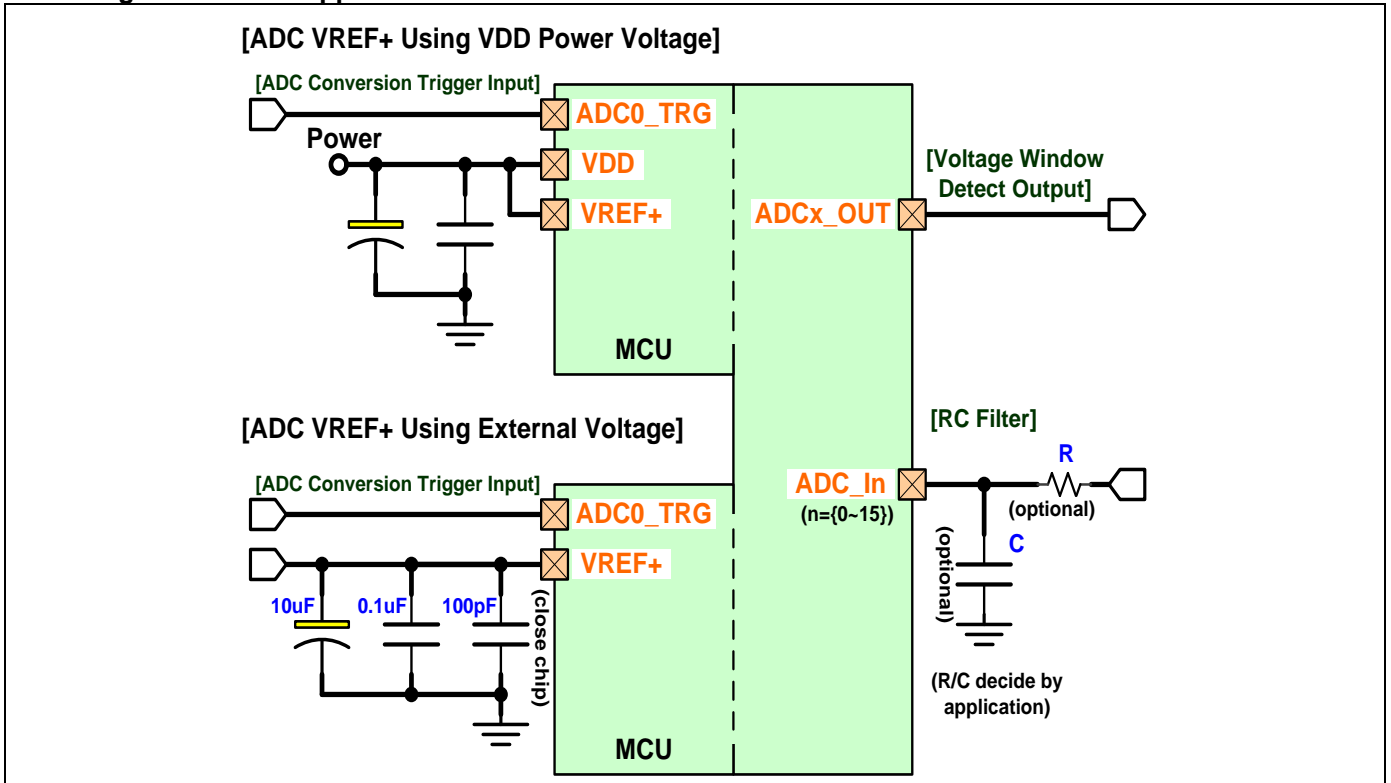 [ADC VREF+ Using VDD Power Voltage]
[ADC Conversion Trigger Input]
ADC0_TRG
Power
VDD
VREF+
MCU
ADCx_OUT
[Voltage Window
Detect Output]
[ADC VREF+ Using External Voltage]
[ADC Conversion Trigger Input]
ADC0_TRG
VREF+
10uF
0.1uF
100pF
(close chip)
MCU
[RC Filter]
R
ADC_In
(n={0~15})
(optional)
C
(optional)
(R/C decide by
application)